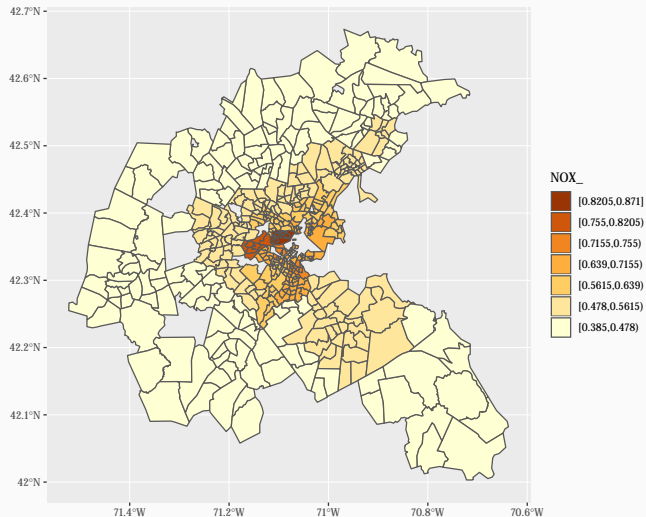 42.7°N
42.6°N
42.5°N
42.4°N
42.3°N
42.2°N
42.1°N
42°N
71.4°W 71.2°W 71°W 70.8°W 70.6°W
NOX_
[0.8205,0.871]
[0.755,0.8205)
[0.7155,0.755)
[0.639,0.7155)
[0.5615,0.639)
[0.478,0.5615)
[0.385,0.478)